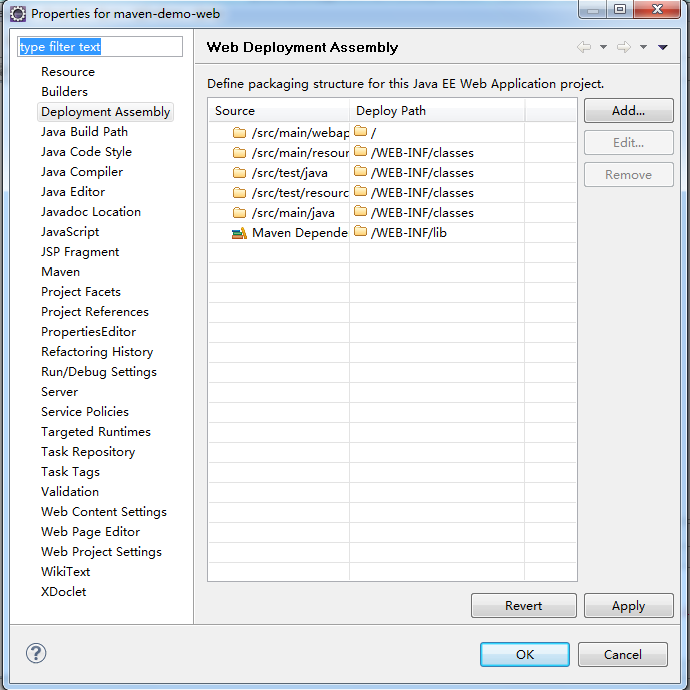 Properties for maven-demo-web
type filter text
Resource
Builders
Deployment Assembly
Java Build Path
Java Code Style
Java Compiler
Java Editor
Javadoc Location
JavaScript
JSP Fragment
Maven
Project Facets
Project References
PropertiesEditor
Refactoring History
Run/Debug Settings
Server
Service Policies
Targeted Runtimes
Task Repository
Task Tags
Validation
Web Content Settings
Web Page Editor
Web Project Settings
WikiText
XDoclet
Web Deployment Assembly
Define packaging structure for this Java EE Web Application project.
Source Deploy Path
/src/main/webap /
/src/main/resour /WEB-INF/classes
/src/test/java /WEB-INF/classes
/src/test/resourc /WEB-INF/classes
/src/main/java /WEB-INF/classes
Maven Depende /WEB-INF/lib
Add...
Edit...
Remove
Revert Apply
? OK Cancel